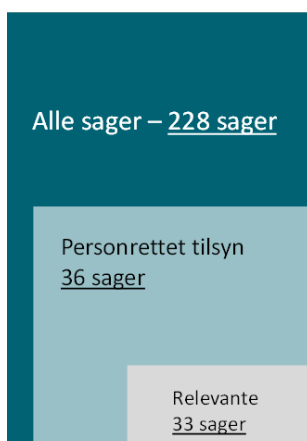 Alle sager – 228 sager
Personrettet tilsyn
36 sager
Relevante
33 sager